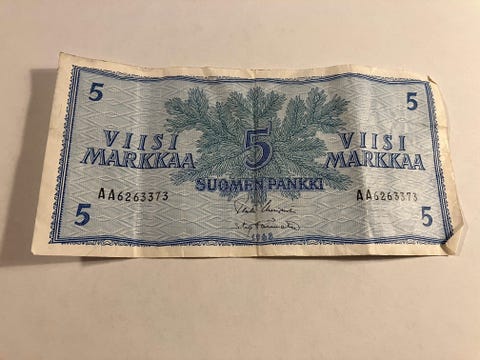 5 5
VIISI 5 VIISI
MARKKAA MARKKAA
SUOMEN PANKKI
AA6263373 AA6263373
5 5